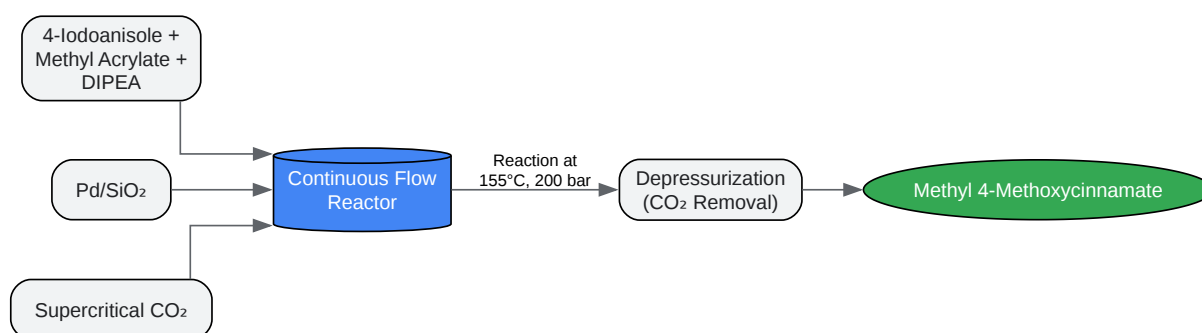 4-Iodoanisole +
Methyl Acrylate +
DIPEA
Pd/SiO₂
Supercritical CO₂
Continuous Flow
Reactor
Reaction at
155°C, 200 bar
Depressurization
(CO₂ Removal)
Methyl 4-Methoxycinnamate